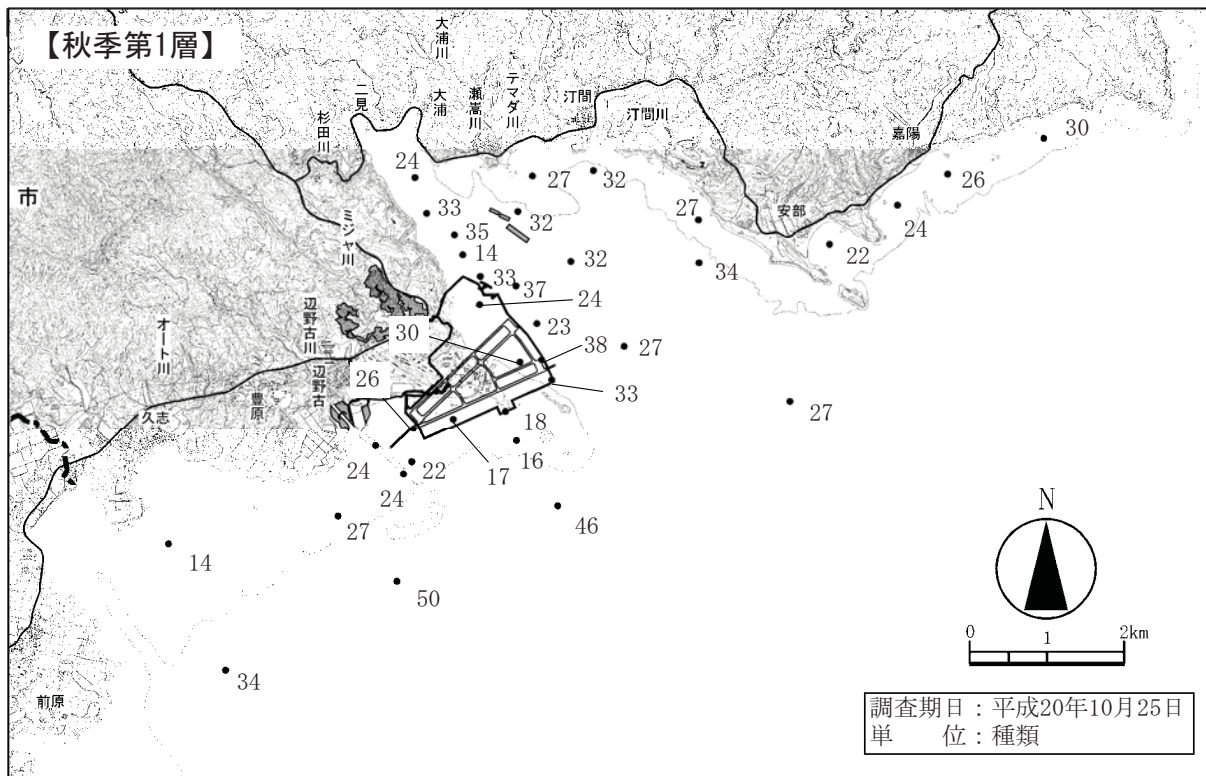 【秋季第1層】
大浦川
二見
大浦
瀬嵩川
テマダ川
汀間
汀間川
杉田川
嘉陽
30
市
24
27
32
26
33
32
27
安部
24
ミジャ川
35
22
14
32
34
33
37
24
辺野古川
オート川
30
23
38
27
26
辺野古
豊原
33
27
久志
18
24
22
17
16
24
27
46
N
14
50
0 1 2km
34
前原
調査期日：平成20年10月25日
単　　位：種類